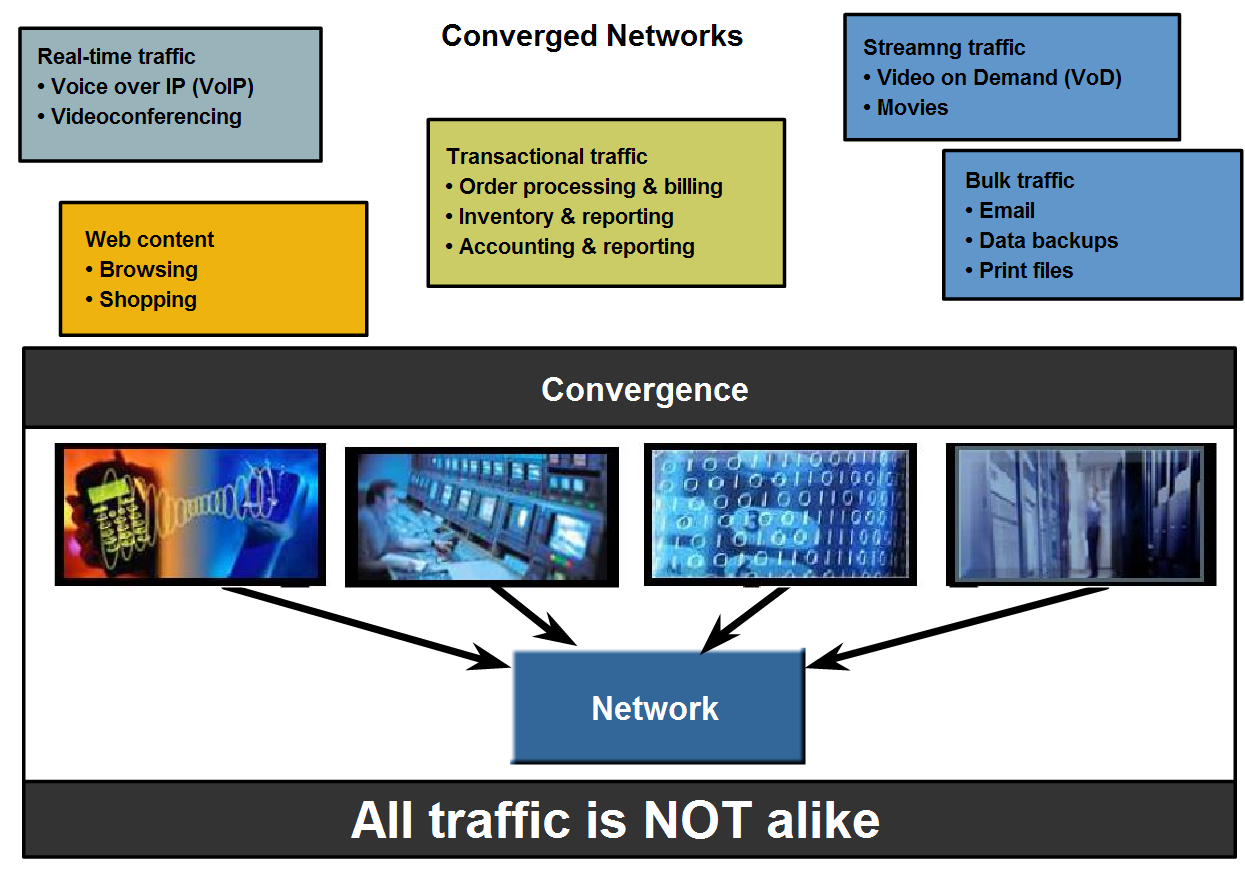 Converged Networks
Real-time traffic
• Voice over IP (VoIP)
• Videoconferencing
Streamng traffic
• Video on Demand (VoD)
• Movies
Transactional traffic
• Order processing & billing
• Inventory & reporting
• Accounting & reporting
Bulk traffic
• Email
• Data backups
• Print files
Web content
• Browsing
• Shopping
Convergence
Network
All traffic is NOT alike